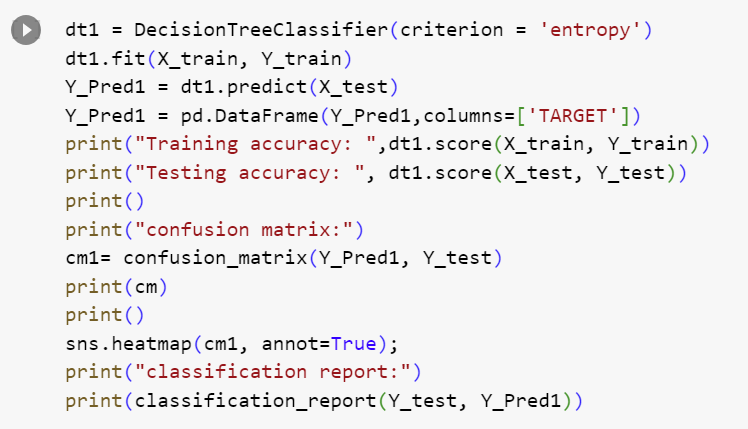 dt1 = DecisionTreeClassifier(criterion = 'entropy')
dt1.fit(X_train, Y_train)
Y_Pred1 = dt1.predict(X_test)
Y_Pred1 = pd.DataFrame(Y_Pred1,columns=['TARGET'])
print("Training accuracy: ",dt1.score(X_train, Y_train))
print("Testing accuracy: ", dt1.score(X_test, Y_test))
print()
print("confusion matrix:")
cm1= confusion_matrix(Y_Pred1, Y_test)
print(cm)
print()
sns.heatmap(cm1, annot=True);
print("classification report:")
print(classification_report(Y_test, Y_Pred1))